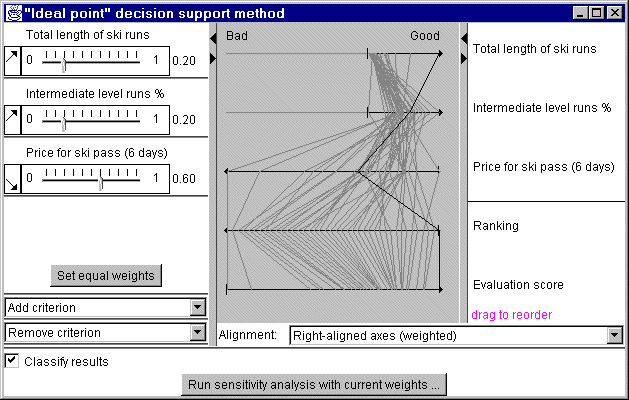 "Ideal point" decision support method
Total length of ski runs
0 1 0.20
Intermediate level runs %
0 1 0.20
Price for ski pass (6 days)
0 1 0.60
Set equal weights
Add criterion
Remove criterion
Bad Good
Total length of ski runs
Intermediate level runs %
Price for ski pass (6 days)
Ranking
Evaluation score
drag to reorder
Alignment: Right-aligned axes (weighted)
Classify results
Run sensitivity analysis with current weights ...